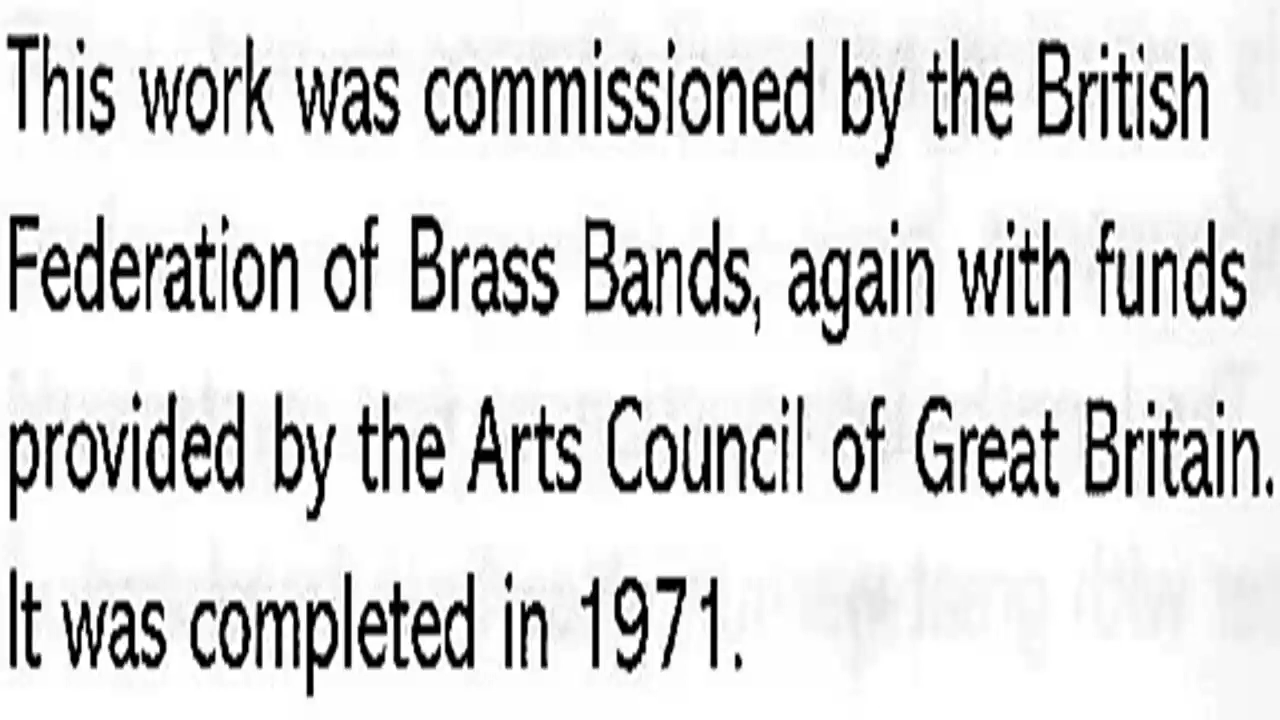 This work was commissioned by the British
Federation of Brass Bands, again with funds
provided by the Arts Council of Great Britain.
It was completed in 1971.